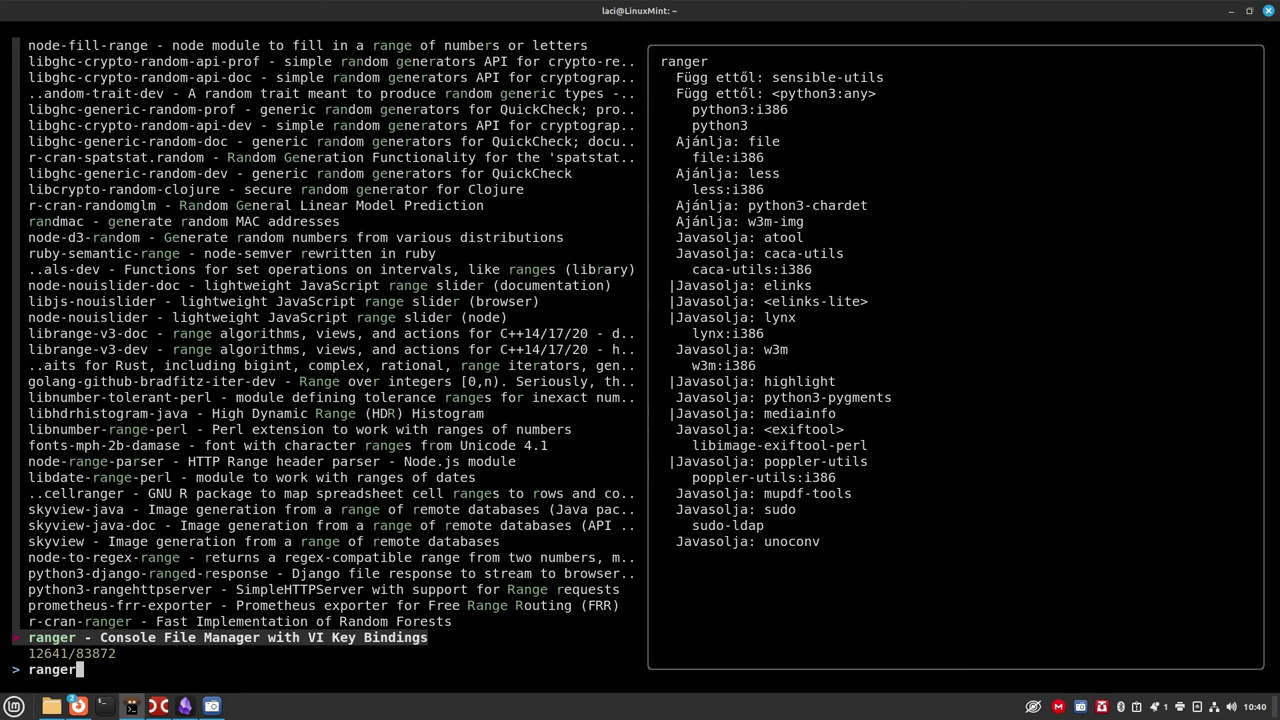 laci@LinuxMint: ~
node-fill-range - node module to fill in a range of numbers or letters
libghc-crypto-random-api-prof - simple random generators API for crypto-re..
libghc-crypto-random-api-doc - simple random generators API for cryptograp..
..andom-trait-dev - A random trait meant to produce random generic types -..
libghc-generic-random-prof - generic random generators for QuickCheck; pro..
libghc-crypto-random-api-dev - simple random generators API for cryptograp..
libghc-generic-random-doc - generic random generators for QuickCheck; docu..
r-cran-spatstat.random - Random Generation Functionality for the 'spatstat..
libghc-generic-random-dev - generic random generators for QuickCheck
libcrypto-random-clojure - secure random generator for Clojure
r-cran-randomglm - Random General Linear Model Prediction
randmac - generate random MAC addresses
node-d3-random - Generate random numbers from various distributions
ruby-semantic-range - node-semver rewritten in ruby
..als-dev - Functions for set operations on intervals, like ranges (library)
node-nouislider-doc - lightweight JavaScript range slider (documentation)
libjs-nouislider - lightweight JavaScript range slider (browser)
node-nouislider - lightweight JavaScript range slider (node)
librange-v3-doc - range algorithms, views, and actions for C++14/17/20 - d..
librange-v3-dev - range algorithms, views, and actions for C++14/17/20 - h..
..aits for Rust, including bigint, complex, rational, range iterators, gen..
golang-github-bradfitz-iter-dev - Range over integers [0,n). Seriously, th..
libnumber-tolerant-perl - module defining tolerance ranges for inexact num..
libhdrhistogram-java - High Dynamic Range (HDR) Histogram
libnumber-range-perl - Perl extension to work with ranges of numbers
fonts-mph-2b-damase - font with character ranges from Unicode 4.1
node-range-parser - HTTP Range header parser - Node.js module
libdate-range-perl - module to work with ranges of dates
..cellranger - GNU R package to map spreadsheet cell ranges to rows and co..
skyview-java - Image generation from a range of remote databases (Java pac..
skyview-java-doc - Image generation from a range of remote databases (API ..
skyview - Image generation from a range of remote databases
node-to-regex-range - returns a regex-compatible range from two numbers, m..
python3-django-ranged-response - Django file response to stream to browser..
python3-rangehttpserver - SimpleHTTPServer with support for Range requests
prometheus-frr-exporter - Prometheus exporter for Free Range Routing (FRR)
r-cran-ranger - Fast Implementation of Random Forests
> ranger - Console File Manager with VI Key Bindings
12641/83872
> ranger
ranger
Függ ettől: sensible-utils
Függ ettől: <python3:any>
python3:i386
python3
Ajánlja: file
file:i386
Ajánlja: less
less:i386
Ajánlja: python3-chardet
Ajánlja: w3m-img
Javasolja: atool
Javasolja: caca-utils
caca-utils:i386
|Javasolja: elinks
|Javasolja: <elinks-lite>
|Javasolja: lynx
lynx:i386
Javasolja: w3m
w3m:i386
|Javasolja: highlight
Javasolja: python3-pygments
|Javasolja: mediainfo
Javasolja: <exiftool>
libimage-exiftool-perl
|Javasolja: poppler-utils
poppler-utils:i386
Javasolja: mupdf-tools
Javasolja: sudo
sudo-ldap
Javasolja: unoconv
2
1
10:40